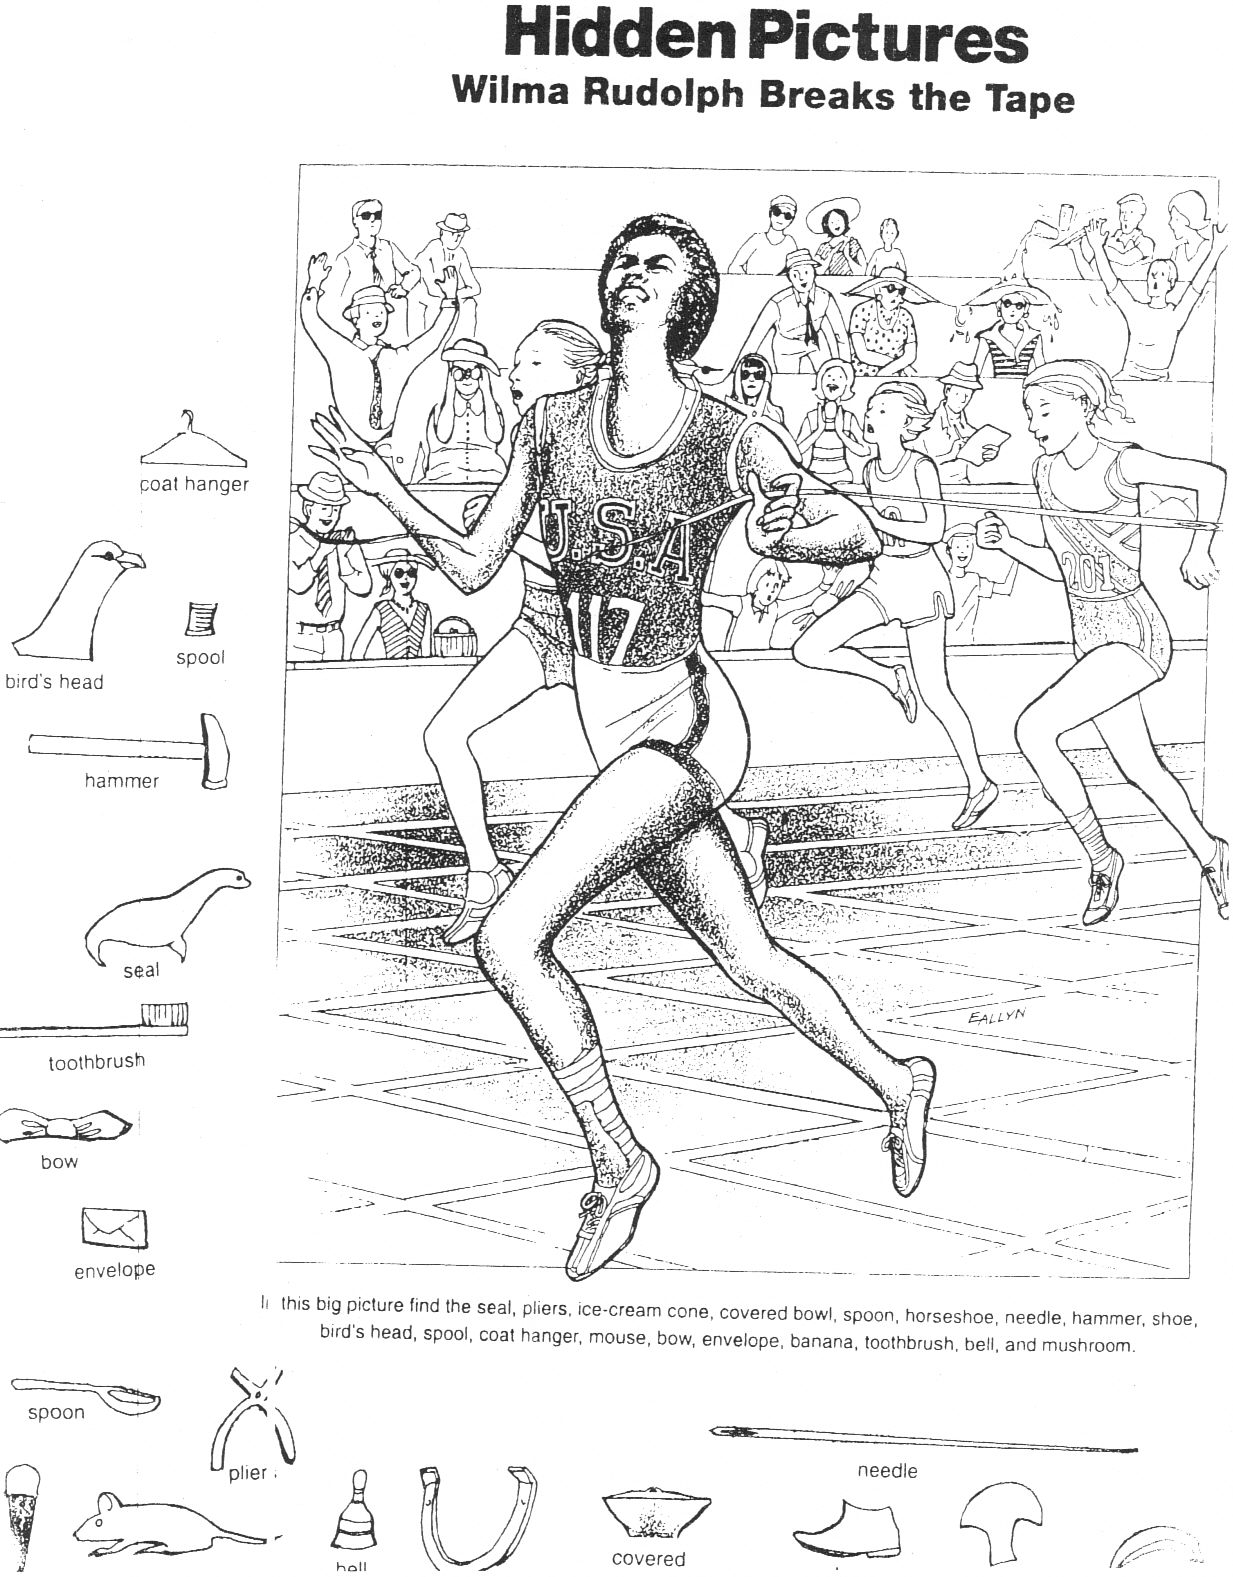 Hidden Pictures
Wilma Rudolph Breaks the Tape
coat hanger
bird's head
spool
hammer
seal
toothbrush
bow
envelope
U.S.A
117
201
EALLYN
this big picture find the seal, pliers, ice-cream cone, covered bowl, spoon, horseshoe, needle, hammer, shoe,
bird's head, spool, coat hanger, mouse, bow, envelope, banana, toothbrush, bell, and mushroom.
spoon
plier
needle
bell
covered